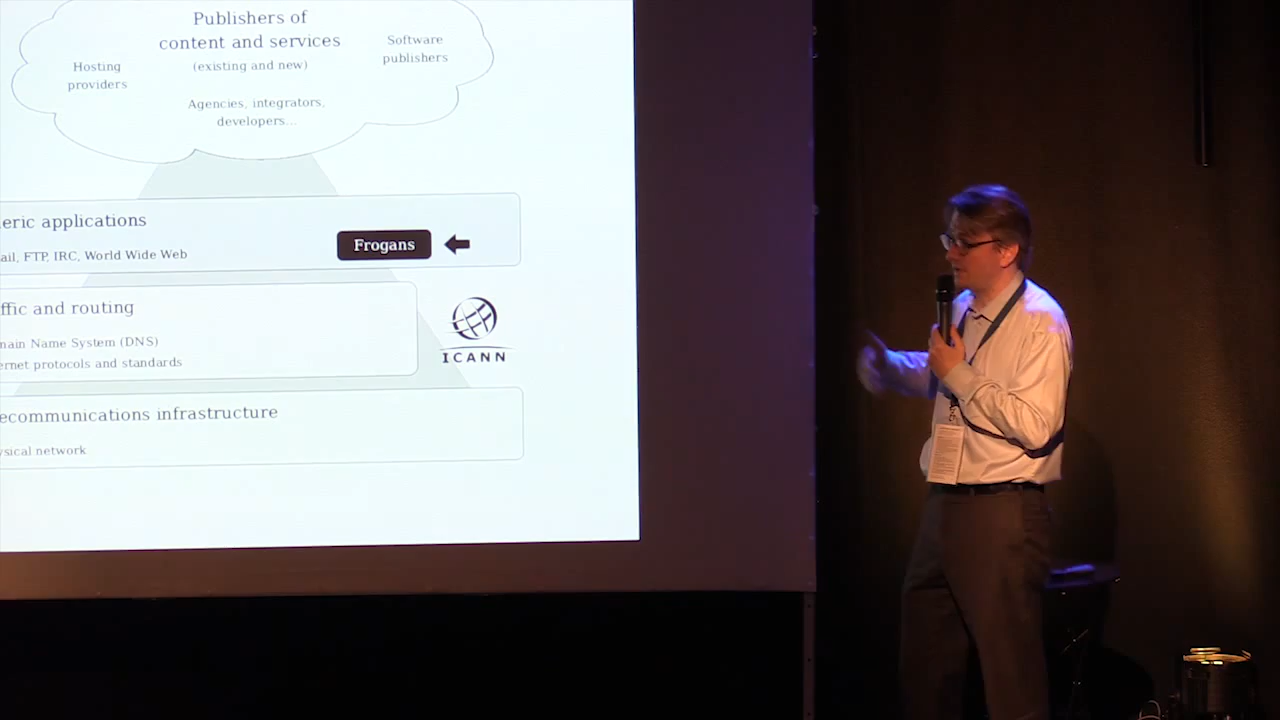 Publishers of
content and services
(existing and new)
Software
publishers
Hosting
providers
Agencies, integrators,
developers...
eric applications
ail, FTP, IRC, World Wide Web
Frogans
ffic and routing
nain Name System (DNS)
ernet protocols and standards
ICANN
ecommunications infrastructure
ysical network